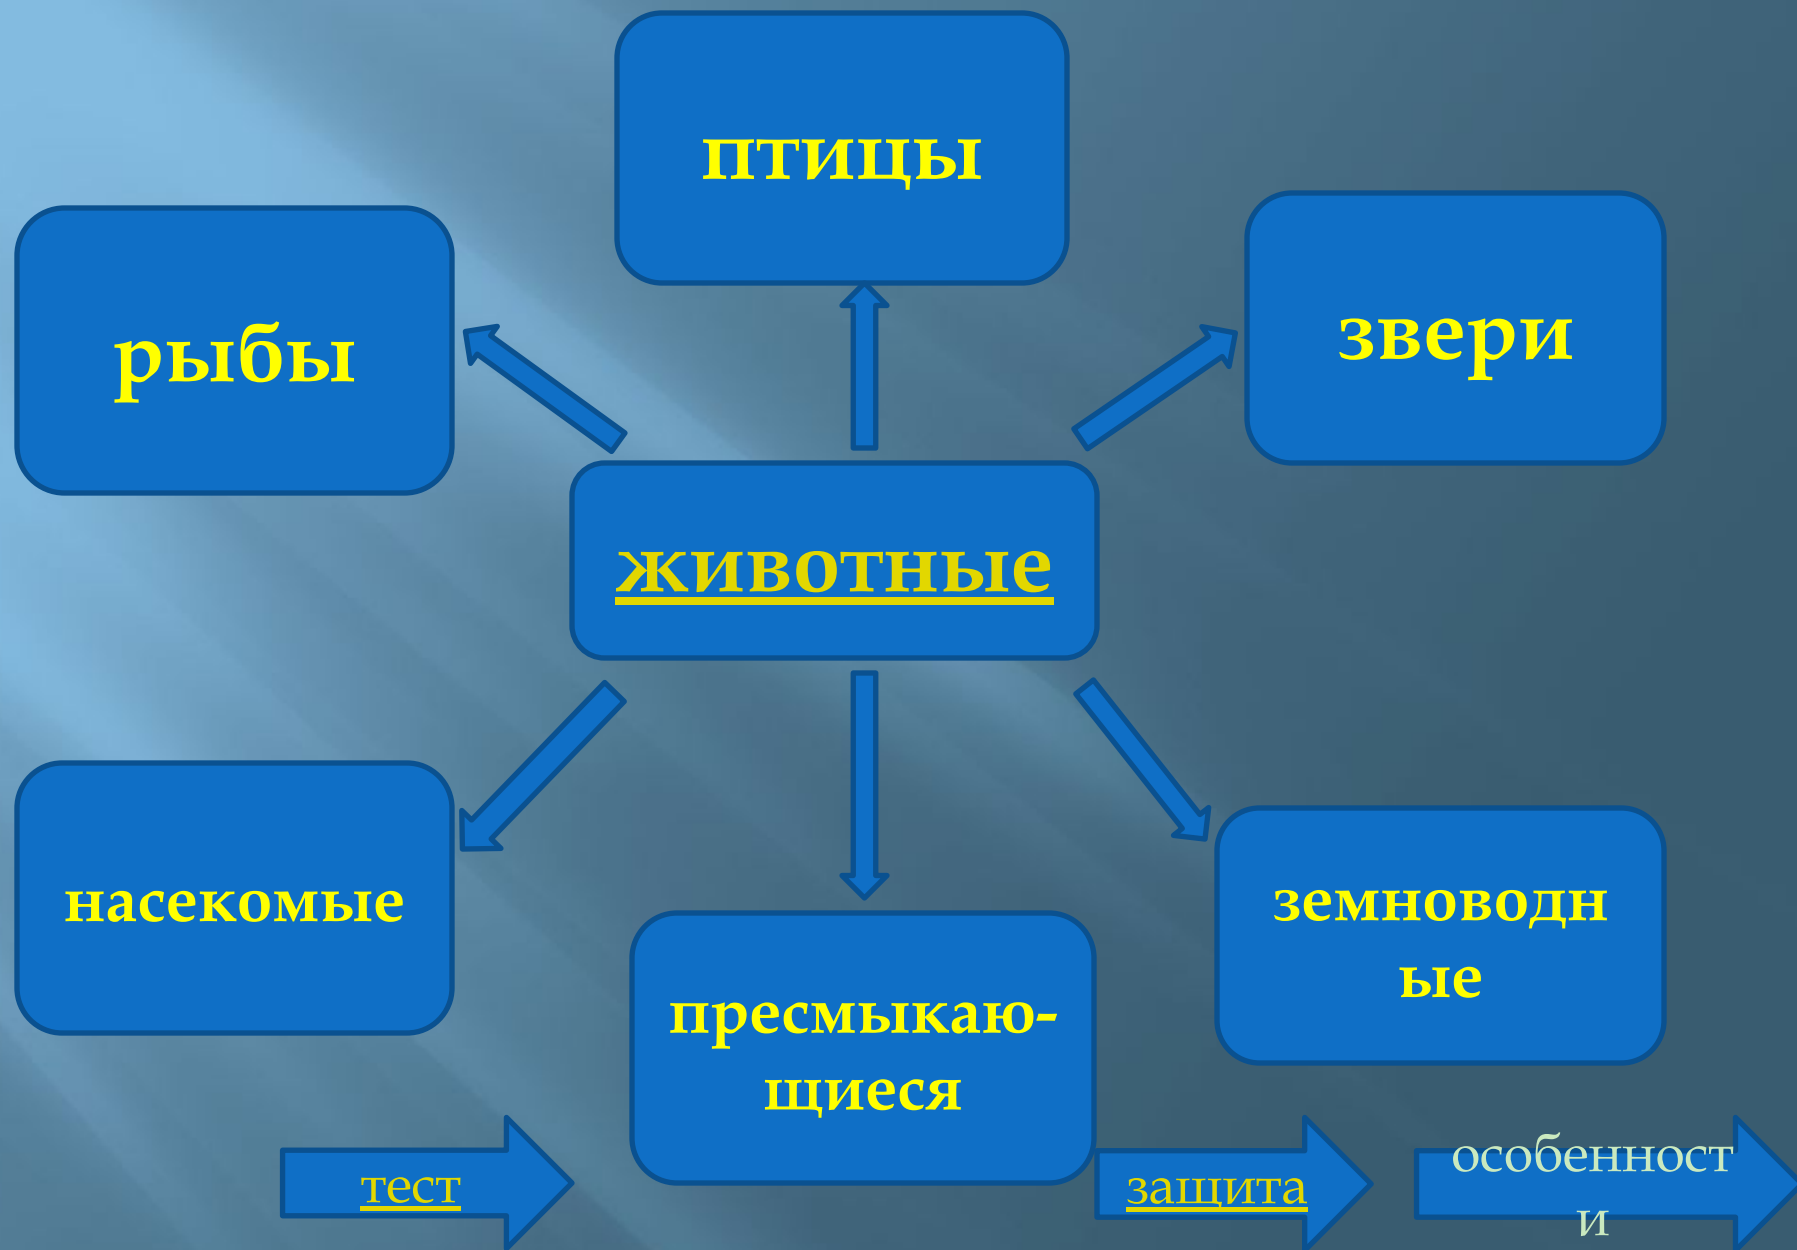 птицы
рыбы
звери
животные
насекомые
земноводн
ые
пресмыкаю-
щиеся
тест
защита
особенност
и